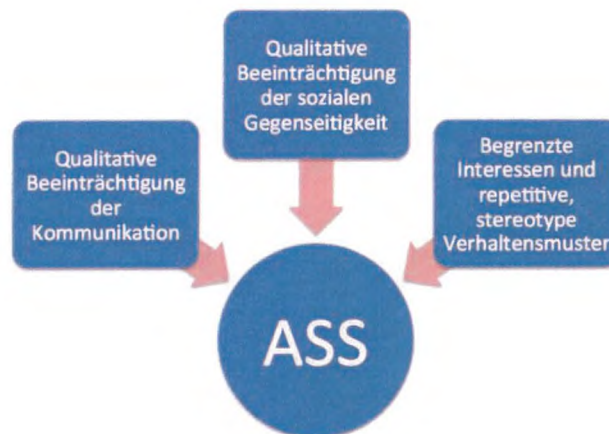 Qualitative
Beeinträchtigung
der sozialen
Gegenseitigkeit
Qualitative
Beeinträchtigung
der
Kommunikation
Begrenzte
Interessen und
repetitive,
stereotype
Verhaltensmuster
ASS